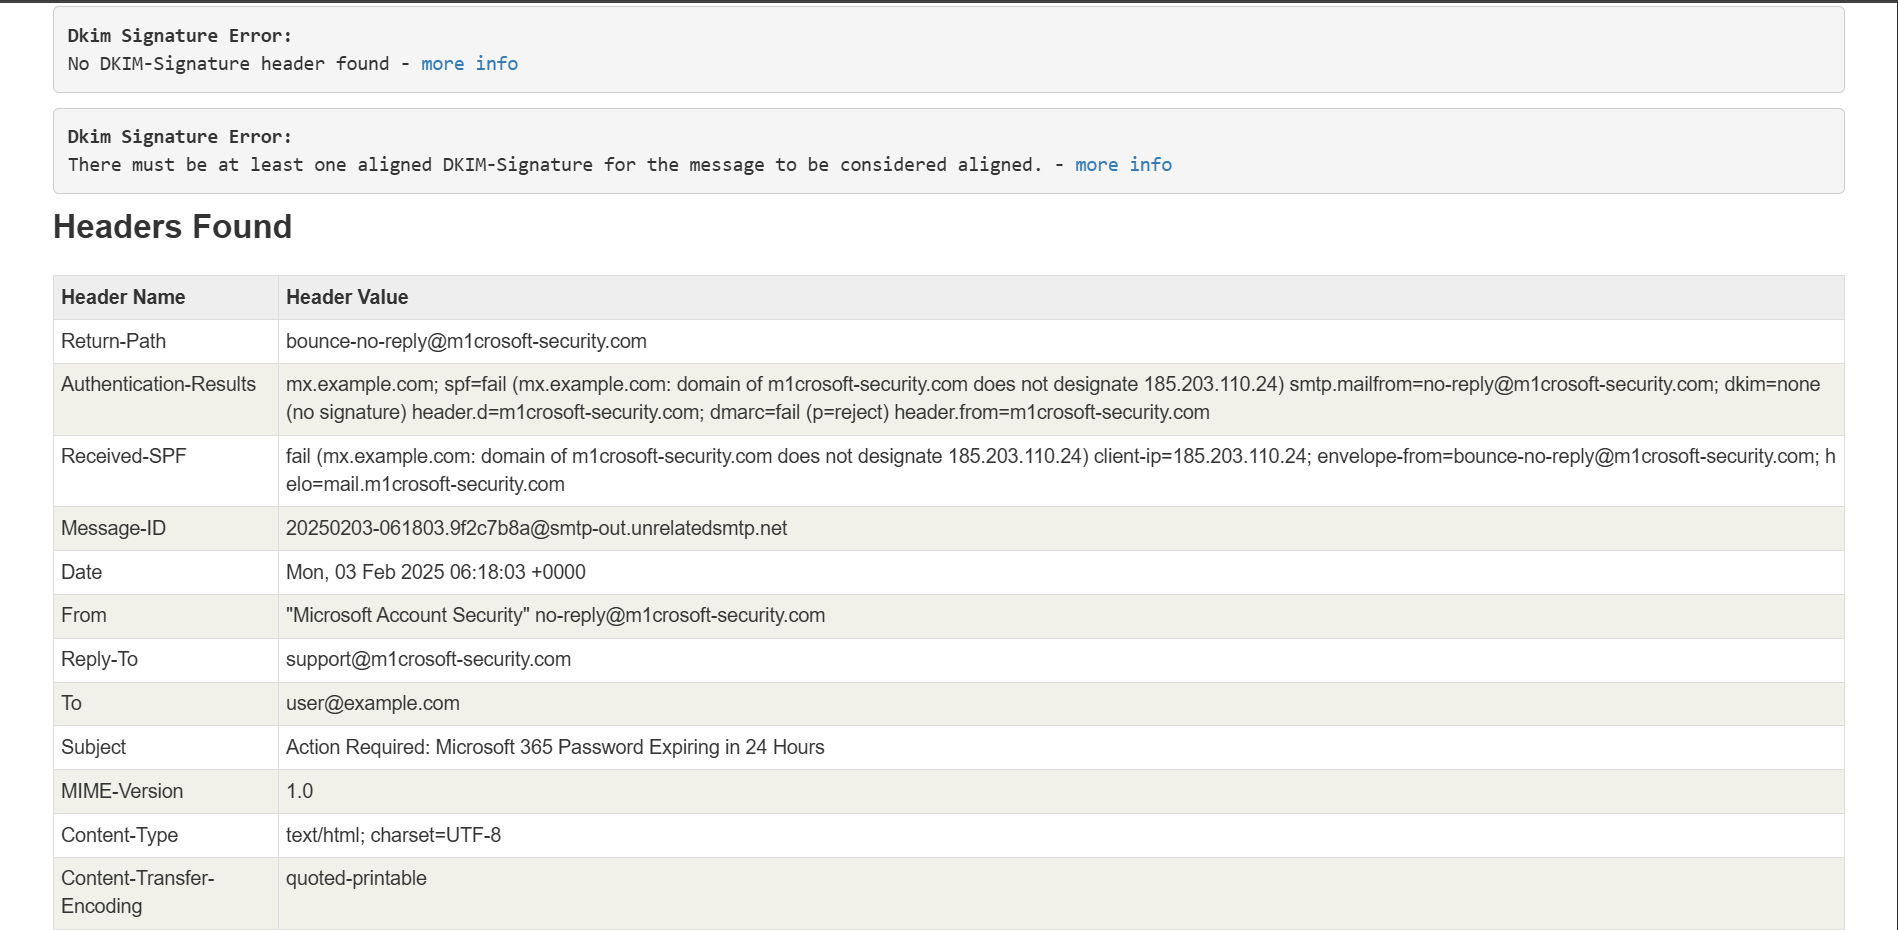 Dkim Signature Error:
No DKIM-Signature header found - more info
Dkim Signature Error:
There must be at least one aligned DKIM-Signature for the message to be considered aligned. - more info
Headers Found
Header Name Header Value
Return-Path bounce-no-reply@m1crosoft-security.com
Authentication-Results mx.example.com; spf=fail (mx.example.com: domain of m1crosoft-security.com does not designate 185.203.110.24) smtp.mailfrom=no-reply@m1crosoft-security.com; dkim=none
(no signature) header.d=m1crosoft-security.com; dmarc=fail (p=reject) header.from=m1crosoft-security.com
Received-SPF fail (mx.example.com: domain of m1crosoft-security.com does not designate 185.203.110.24) client-ip=185.203.110.24; envelope-from=bounce-no-reply@m1crosoft-security.com; h
elo=mail.m1crosoft-security.com
Message-ID 20250203-061803.9f2c7b8a@smtp-out.unrelatedsmtp.net
Date Mon, 03 Feb 2025 06:18:03 +0000
From "Microsoft Account Security" no-reply@m1crosoft-security.com
Reply-To support@m1crosoft-security.com
To user@example.com
Subject Action Required: Microsoft 365 Password Expiring in 24 Hours
MIME-Version 1.0
Content-Type text/html; charset=UTF-8
Content-Transfer- quoted-printable
Encoding